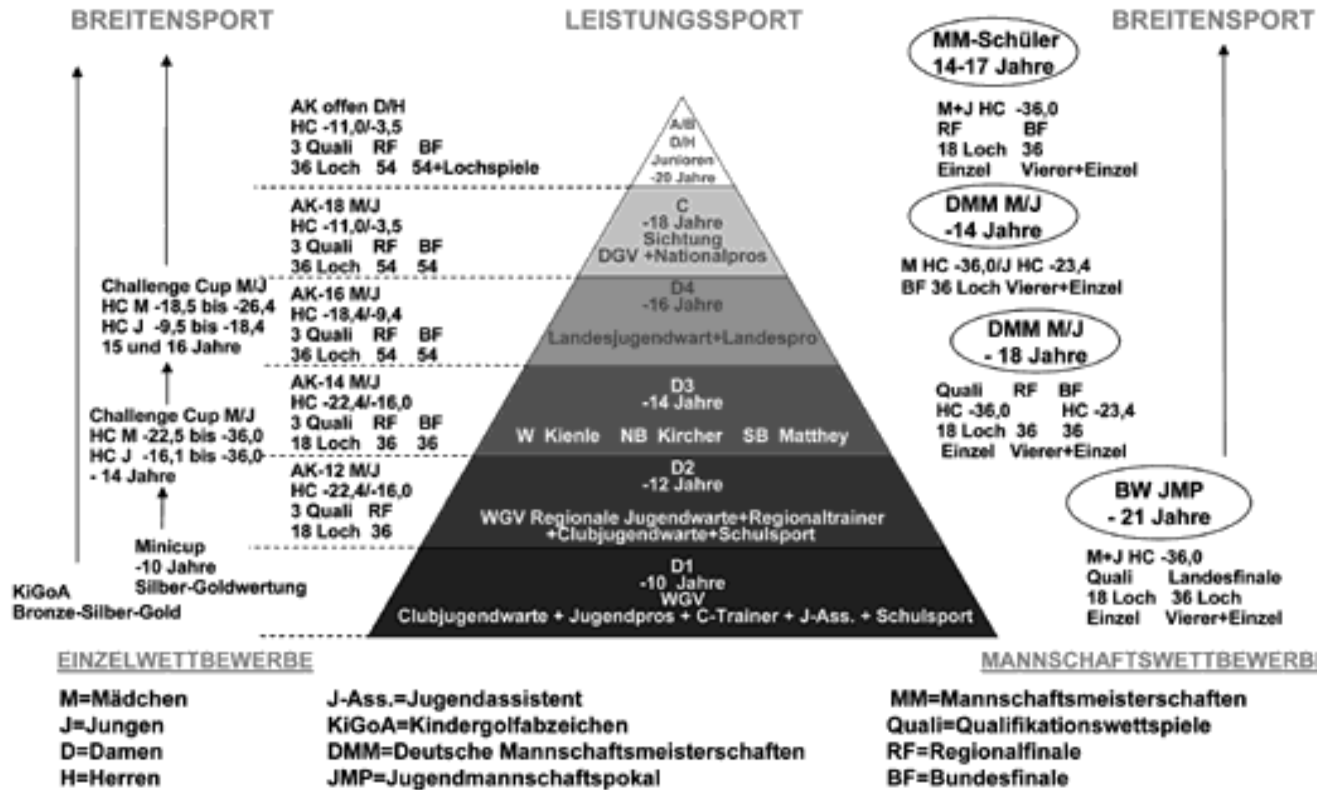 BREITENSPORT
LEISTUNGSSPORT
BREITENSPORT
AK offen D/H
HC -11,0/-3,5
3 Quali RF BF
36 Loch 54 54+Lochspiele
AK-18 M/J
HC -11,0/-3,5
3 Quali RF BF
36 Loch 54 54
AK-16 M/J
HC -18,4/-9,4
3 Quali RF BF
36 Loch 54 54
AK-14 M/J
HC -22,4/-16,0
3 Quali RF BF
18 Loch 36 36
AK-12 M/J
HC -22,4/-16,0
3 Quali RF
18 Loch 36
Challenge Cup M/J
HC M -18,5 bis -26,4
HC J -9,5 bis -18,4
15 und 16 Jahre
Challenge Cup M/J
HC M -22,5 bis -36,0
HC J -16,1 bis -36,0
- 14 Jahre
Minicup
-10 Jahre
Silber-Goldwertung
KiGoA
Bronze-Silber-Gold
A/B
D/H
Junioren
-20 Jahre
C
-18 Jahre
Sichtung
DGV +Nationalpros
D4
-16 Jahre
Landesjugendwart+Landespro
D3
-14 Jahre
W Kienle NB Kircher SB Matthey
D2
-12 Jahre
WGV Regionale Jugendwarte+Regionaltrainer
+Clubjugendwarte+Schulsport
D1
-10 Jahre
WGV
Clubjugendwarte + Jugendpros + C-Trainer + J-Ass. + Schulsport
MM-Schüler
14-17 Jahre
M+J HC -36,0
RF BF
18 Loch 36
Einzel Vierer+Einzel
DMM M/J
-14 Jahre
M HC -36,0/J HC -23,4
BF 36 Loch Vierer+Einzel
DMM M/J
- 18 Jahre
Quali RF BF
HC -36,0 HC -23,4
18 Loch 36 36
Einzel Vierer+Einzel
BW JMP
- 21 Jahre
M+J HC -36,0
Quali Landesfinale
18 Loch 36 Loch
Einzel Vierer+Einzel
EINZELWETTBEWERBE
MANNSCHAFTSWETTBEWERBE
M=Mädchen
J=Jungen
D=Damen
H=Herren
J-Ass.=Jugendassistent
KiGoA=Kindergolfabzeichen
DMM=Deutsche Mannschaftsmeisterschaften
JMP=Jugendmannschaftspokal
MM=Mannschaftsmeisterschaften
Quali=Qualifikationswettspiele
RF=Regionalfinale
BF=Bundesfinale